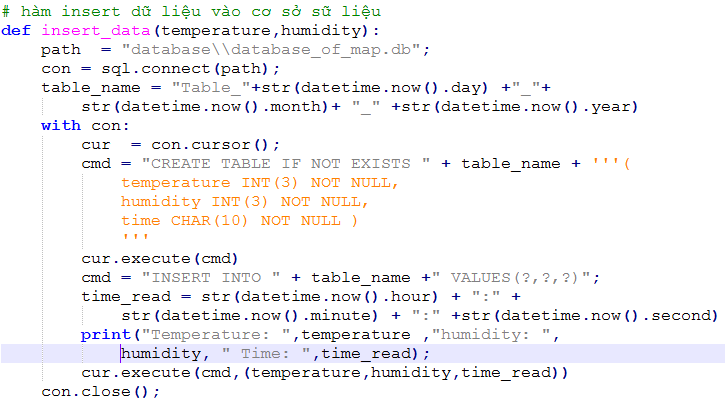 # hàm insert dữ liệu vào cơ sở sữ liệu
def insert_data(temperature,humidity):
    path  = "database\\database_of_map.db";
    con = sql.connect(path);
    table_name = "Table_"+str(datetime.now().day) +"_"+
        str(datetime.now().month)+ "_" +str(datetime.now().year)
    with con:
        cur  = con.cursor();
        cmd = "CREATE TABLE IF NOT EXISTS " + table_name + '''(
            temperature INT(3) NOT NULL,
            humidity INT(3) NOT NULL,
            time CHAR(10) NOT NULL )
            '''
        cur.execute(cmd)
        cmd = "INSERT INTO " + table_name +" VALUES(?,?,?)";
        time_read = str(datetime.now().hour) + ":" +
            str(datetime.now().minute) + ":" +str(datetime.now().second)
        print("Temperature: ",temperature ,"humidity: ",
            humidity, " Time: ",time_read);
        cur.execute(cmd,(temperature,humidity,time_read))
    con.close();